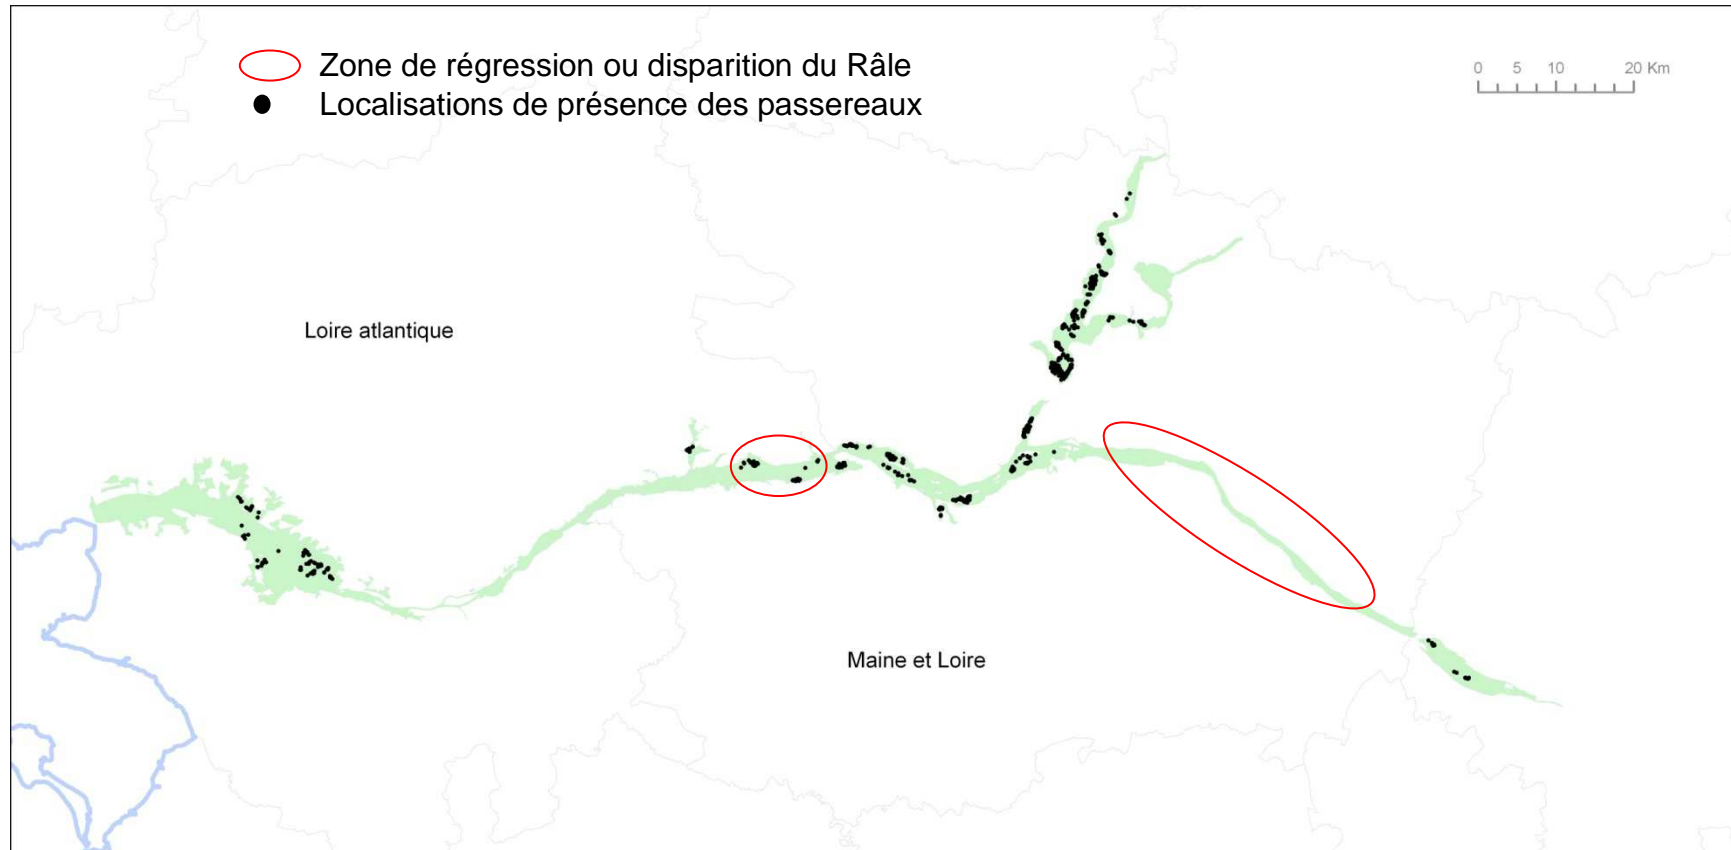 Zone de régression ou disparition du Râle
Localisations de présence des passereaux
0 5 10 20 Km
Loire atlantique
Maine et Loire